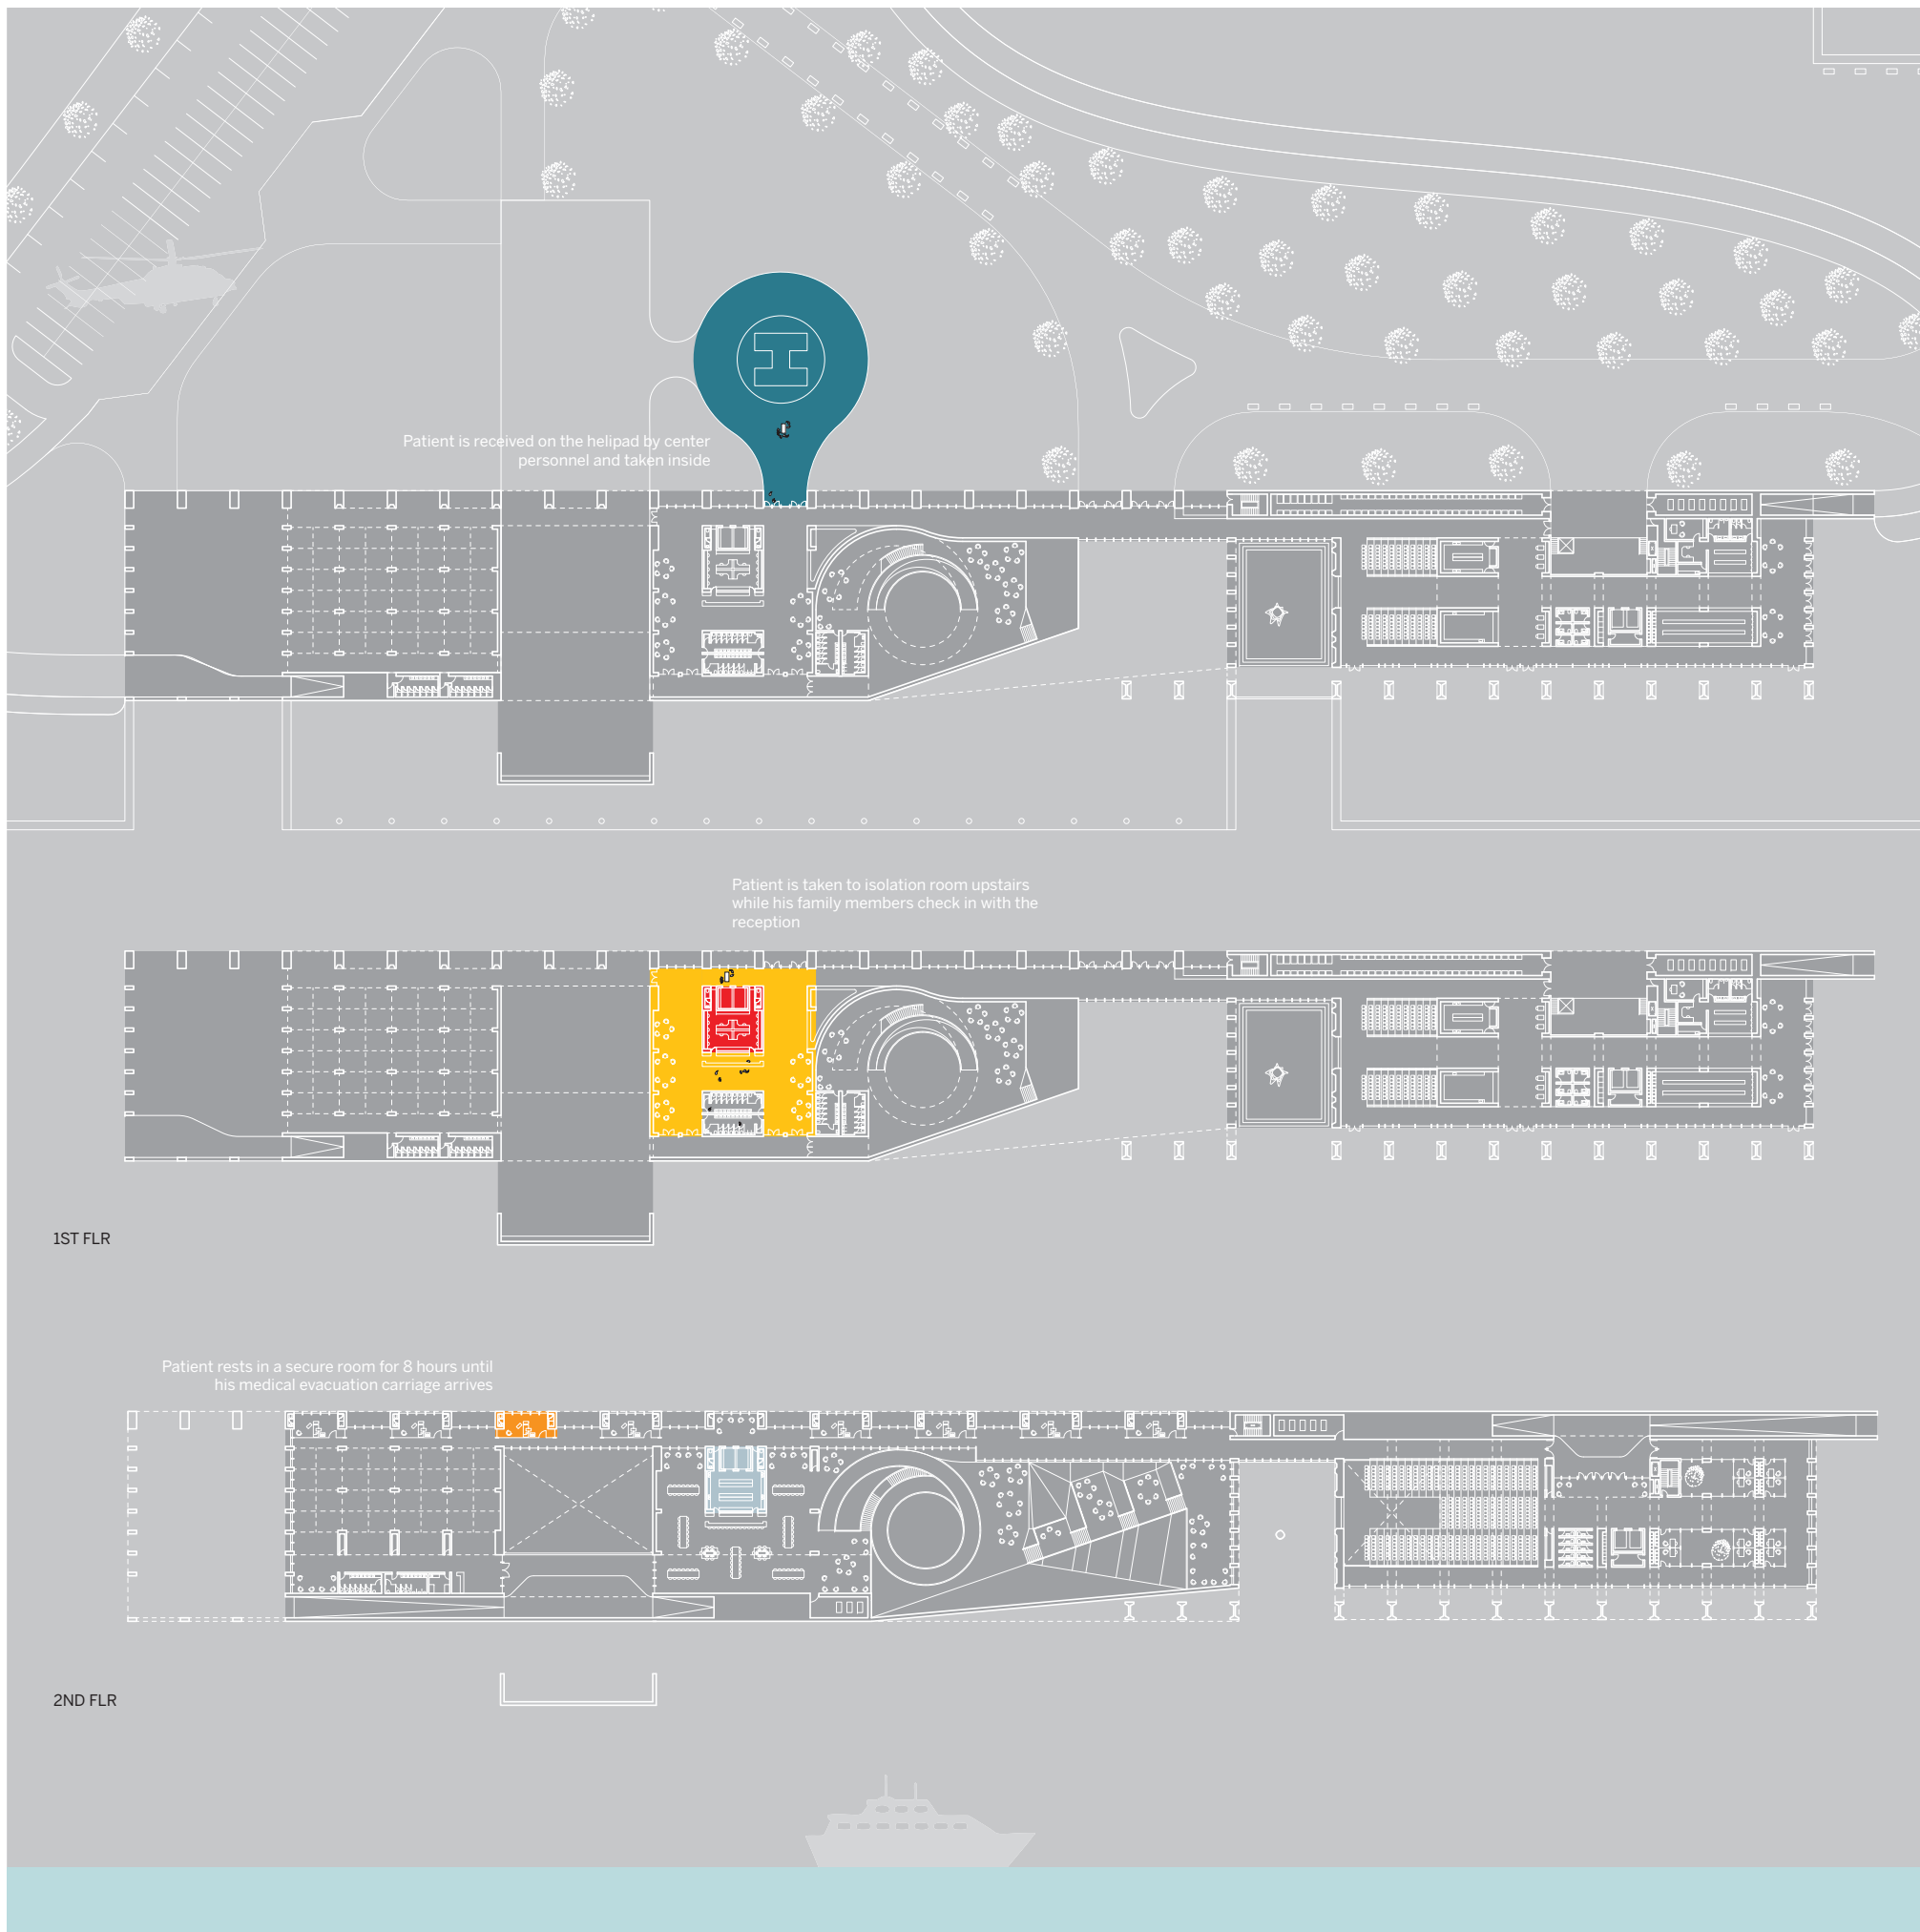 Patient is received on the helipad by center
personnel and taken inside
Patient is taken to isolation room upstairs
while his family members check in with the
reception
1ST FLR
Patient rests in a secure room for 8 hours until
his medical evacuation carriage arrives
2ND FLR